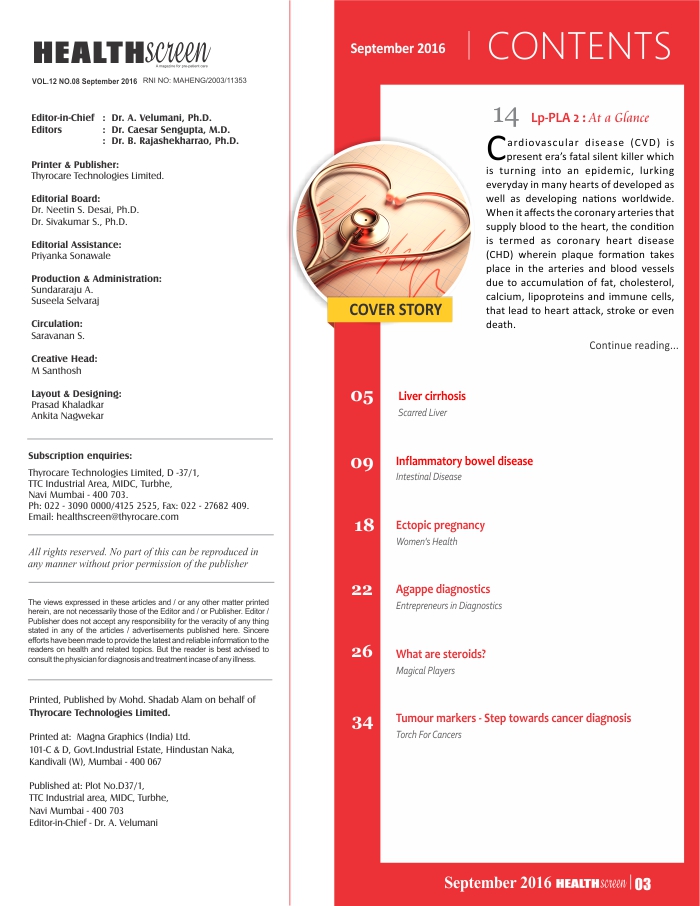 HEALTHscreen
A magazine for pre-patient care
VOL.12 NO.08 September 2016 RNI NO: MAHENG/2003/11353
Editor-in-Chief : Dr. A. Velumani, Ph.D.
Editors : Dr. Caesar Sengupta, M.D.
: Dr. B. Rajashekharrao, Ph.D.
Printer & Publisher:
Thyrocare Technologies Limited.
Editorial Board:
Dr. Neetin S. Desai, Ph.D.
Dr. Sivakumar S., Ph.D.
Editorial Assistance:
Priyanka Sonawale
Production & Administration:
Sundararaju A.
Suseela Selvaraj
Circulation:
Saravanan S.
Creative Head:
M Santhosh
Layout & Designing:
Prasad Khaladkar
Ankita Nagwekar
Subscription enquiries:
Thyrocare Technologies Limited, D -37/1,
TTC Industrial Area, MIDC, Turbhe,
Navi Mumbai - 400 703.
Ph: 022 - 3090 0000/4125 2525, Fax: 022 - 27682 409.
Email: healthscreen@thyrocare.com
All rights reserved. No part of this can be reproduced in
any manner without prior permission of the publisher
The views expressed in these articles and / or any other matter printed
herein, are not necessarily those of the Editor and / or Publisher. Editor /
Publisher does not accept any responsibility for the veracity of any thing
stated in any of the articles / advertisements published here. Sincere
efforts have been made to provide the latest and reliable information to the
readers on health and related topics. But the reader is best advised to
consult the physician for diagnosis and treatment incase of any illness.
Printed, Published by Mohd. Shadab Alam on behalf of
Thyrocare Technologies Limited.
Printed at: Magna Graphics (India) Ltd.
101-C & D, Govt.Industrial Estate, Hindustan Naka,
Kandivali (W), Mumbai - 400 067
Published at: Plot No.D37/1,
TTC Industrial area, MIDC, Turbhe,
Navi Mumbai - 400 703
Editor-in-Chief - Dr. A. Velumani
September 2016 | CONTENTS
14 Lp-PLA 2 : At a Glance
Cardiovascular disease (CVD) is
present era's fatal silent killer which
is turning into an epidemic, lurking
everyday in many hearts of developed as
well as developing nations worldwide.
When it affects the coronary arteries that
supply blood to the heart, the condition
is termed as coronary heart disease
(CHD) wherein plaque formation takes
place in the arteries and blood vessels
due to accumulation of fat, cholesterol,
calcium, lipoproteins and immune cells,
that lead to heart attack, stroke or even
death.
Continue reading...
COVER STORY
05 Liver cirrhosis
Scarred Liver
09 Inflammatory bowel disease
Intestinal Disease
18 Ectopic pregnancy
Women's Health
22 Agappe diagnostics
Entrepreneurs in Diagnostics
26 What are steroids?
Magical Players
34 Tumour markers - Step towards cancer diagnosis
Torch For Cancers
September 2016 HEALTHscreen | 03